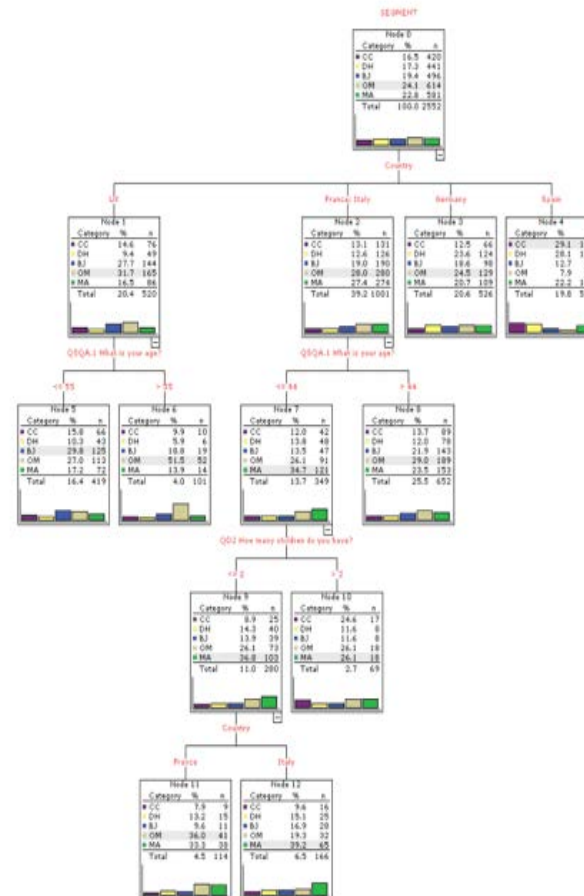 SEGMENT
Node 0
Category % n
CC 16.5 420
DH 17.3 441
BJ 19.4 496
OM 24.1 614
MA 22.8 581
Total 100.0 2552
Country
UK
France; Italy
Germany
Spain
Node 1
Category % n
CC 14.6 76
DH 9.4 49
BJ 27.7 144
OM 31.7 165
MA 16.5 86
Total 20.4 520
Node 2
Category % n
CC 13.1 131
DH 12.6 126
BJ 19.0 190
OM 28.0 280
MA 27.4 274
Total 39.2 1001
Node 3
Category % n
CC 12.5 66
DH 23.6 124
BJ 18.6 98
OM 24.5 129
MA 20.7 109
Total 20.6 526
Node 4
Category %
CC 29.1 1
DH 28.1 1
BJ 12.7
OM 7.9
MA 22.2 1
Total 19.8 5
QSQA.1 What is your age?
QSQA.1 What is your age?
<= 55
> 55
<= 44
> 44
Node 5
Category % n
CC 15.8 66
DH 10.3 43
BJ 29.8 125
OM 27.0 113
MA 17.2 72
Total 16.4 419
Node 6
Category % n
CC 9.9 10
DH 5.9 6
BJ 18.8 19
OM 51.5 52
MA 13.9 14
Total 4.0 101
Node 7
Category % n
CC 12.0 42
DH 13.8 48
BJ 13.5 47
OM 26.1 91
MA 34.7 121
Total 13.7 349
Node 8
Category % n
CC 13.7 89
DH 12.0 78
BJ 21.9 143
OM 29.0 189
MA 23.5 153
Total 25.5 652
QD2 How many children do you have?
<= 2
> 2
Node 9
Category % n
CC 8.9 25
DH 14.3 40
BJ 13.9 39
OM 26.1 73
MA 36.8 103
Total 11.0 280
Node 10
Category % n
CC 24.6 17
DH 11.6 8
BJ 11.6 8
OM 26.1 18
MA 26.1 18
Total 2.7 69
Country
France
Italy
Node 11
Category % n
CC 7.9 9
DH 13.2 15
BJ 9.6 11
OM 36.0 41
MA 33.3 38
Total 4.5 114
Node 12
Category % n
CC 9.6 16
DH 15.1 25
BJ 16.9 28
OM 19.3 32
MA 39.2 65
Total 6.5 166